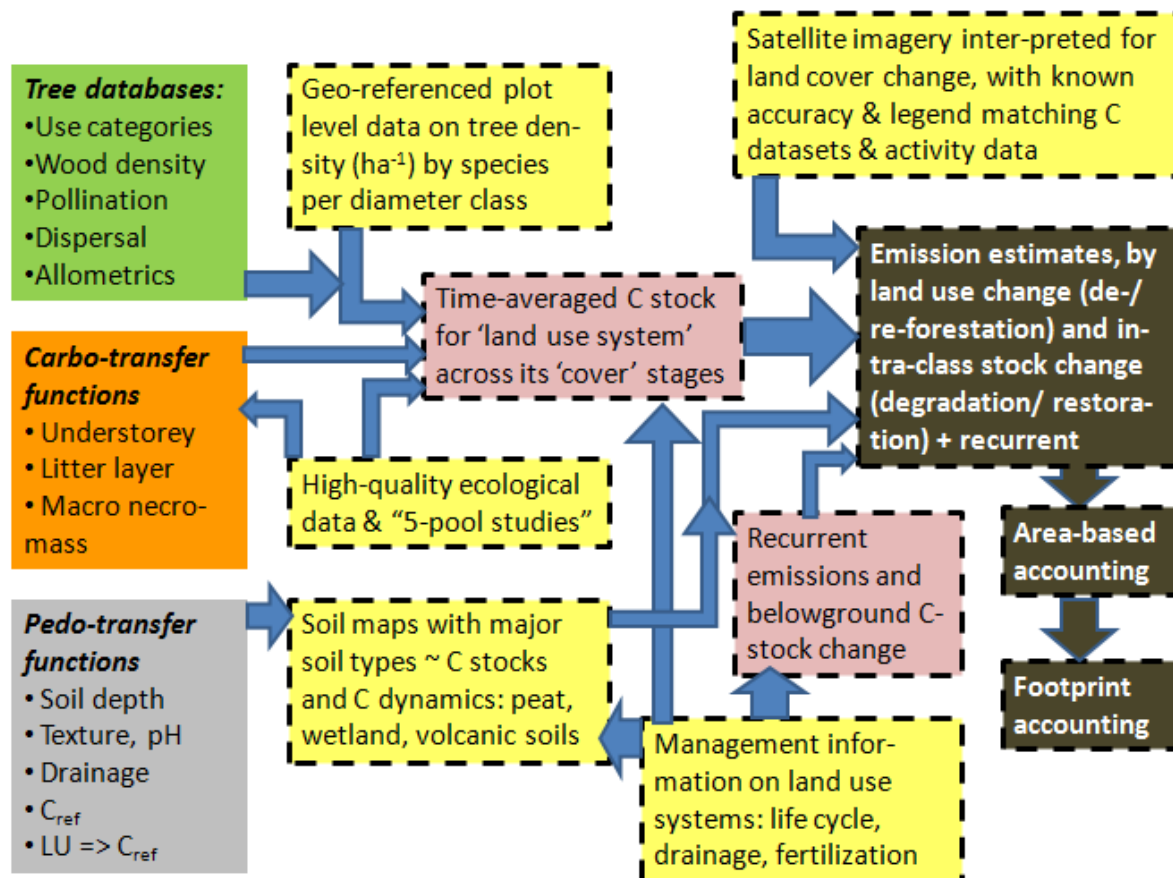 Tree databases:
•Use categories
•Wood density
•Pollination
•Dispersal
•Allometrics
Geo-referenced plot
level data on tree den-
sity (ha⁻¹) by species
per diameter class
Satellite imagery inter-preted for
land cover change, with known
accuracy & legend matching C
datasets & activity data
Carbo-transfer
functions
• Understorey
• Litter layer
• Macro necro-
mass
Time-averaged C stock
for ‘land use system’
across its ‘cover’ stages
Emission estimates, by
land use change (de-/
re-forestation) and in-
tra-class stock change
(degradation/ restora-
tion) + recurrent
High-quality ecological
data & “5-pool studies”
Pedo-transfer
functions
• Soil depth
• Texture, pH
• Drainage
• Cref
• LU => Cref
Soil maps with major
soil types ~ C stocks
and C dynamics: peat,
wetland, volcanic soils
Recurrent
emissions and
belowground C-
stock change
Area-based
accounting
Footprint
accounting
Management infor-
mation on land use
systems: life cycle,
drainage, fertilization